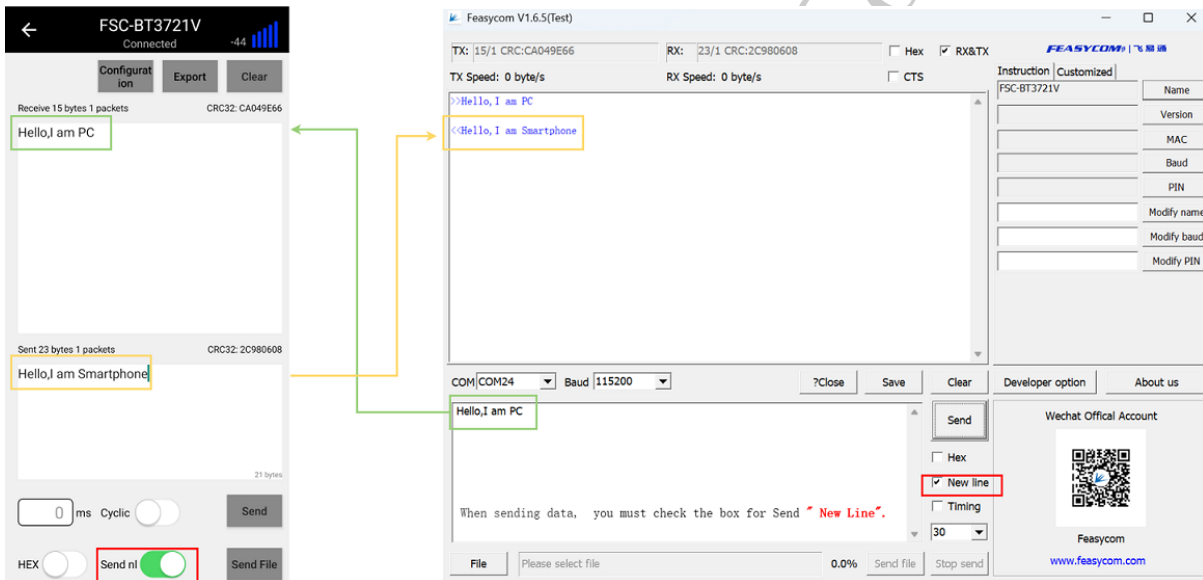 FSC-BT3721V
Connected
-44
Configurat
ion
Export
Clear
Receive 15 bytes 1 packets
CRC32: CA049E66
Hello,I am PC
Sent 23 bytes 1 packets
CRC32: 2C980608
Hello,I am Smartphone
21 bytes
0 ms
Cyclic
Send
HEX
Send nl
Send File
Feasycom V1.6.5(Test)
TX: 15/1 CRC:CA049E66
RX: 23/1 CRC:2C980608
Hex
RX&TX
TX Speed: 0 byte/s
RX Speed: 0 byte/s
CTS
>>Hello,I am PC
<<Hello,I am Smartphone
COM COM24
Baud 115200
?Close
Save
Clear
Hello,I am PC
When sending data, you must check the box for Send " New Line".
Send
Hex
New line
Timing
30
File
Please select file
0.0%
Send file
Stop send
FEASYCOM | 飞易通
Instruction
Customized
FSC-BT3721V
Name
Version
MAC
Baud
PIN
Modify name
Modify baud
Modify PIN
Developer option
About us
Wechat Offical Account
Feasycom
www.feasycom.com